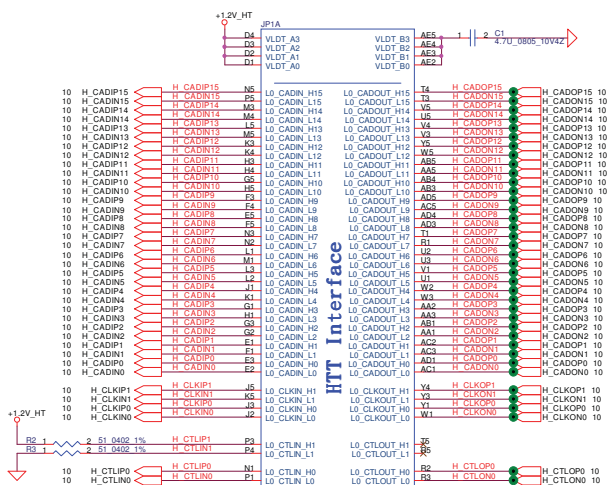 +1.2V_HT JP1A
D4 VLDT_A3 VLDT_B3 AE5 1 2 C1
D3 VLDT_A2 VLDT_B2 AE4 4.7U_0805_10V4Z
D2 VLDT_A1 VLDT_B1 AE3
D1 VLDT_A0 VLDT_B0 AE2
10 H_CADIP15 H_CADIP15 N5 L0_CADIN_H15 L0_CADOUT_H15 T4 H_CADOP15 H_CADOP15 10
10 H_CADIN15 H_CADIN15 P5 L0_CADIN_L15 L0_CADOUT_L15 T3 H_CADON15 H_CADON15 10
10 H_CADIP14 H_CADIP14 M3 L0_CADIN_H14 L0_CADOUT_H14 V5 H_CADOP14 H_CADOP14 10
10 H_CADIN14 H_CADIN14 M4 L0_CADIN_L14 L0_CADOUT_L14 U5 H_CADON14 H_CADON14 10
10 H_CADIP13 H_CADIP13 L5 L0_CADIN_H13 L0_CADOUT_H13 V4 H_CADOP13 H_CADOP13 10
10 H_CADIN13 H_CADIN13 M5 L0_CADIN_L13 L0_CADOUT_L13 V3 H_CADON13 H_CADON13 10
10 H_CADIP12 H_CADIP12 K3 L0_CADIN_H12 L0_CADOUT_H12 Y5 H_CADOP12 H_CADOP12 10
10 H_CADIN12 H_CADIN12 K4 L0_CADIN_L12 L0_CADOUT_L12 W5 H_CADON12 H_CADON12 10
10 H_CADIP11 H_CADIP11 H3 L0_CADIN_H11 L0_CADOUT_H11 AB5 H_CADOP11 H_CADOP11 10
10 H_CADIN11 H_CADIN11 H4 L0_CADIN_L11 L0_CADOUT_L11 AA5 H_CADON11 H_CADON11 10
10 H_CADIP10 H_CADIP10 G5 L0_CADIN_H10 L0_CADOUT_H10 AB4 H_CADOP10 H_CADOP10 10
10 H_CADIN10 H_CADIN10 H5 L0_CADIN_L10 L0_CADOUT_L10 AB3 H_CADON10 H_CADON10 10
10 H_CADIP9 H_CADIP9 F3 L0_CADIN_H9 L0_CADOUT_H9 AD5 H_CADOP9 H_CADOP9 10
10 H_CADIN9 H_CADIN9 F4 L0_CADIN_L9 L0_CADOUT_L9 AC5 H_CADON9 H_CADON9 10
10 H_CADIP8 H_CADIP8 E5 L0_CADIN_H8 L0_CADOUT_H8 AD4 H_CADOP8 H_CADOP8 10
10 H_CADIN8 H_CADIN8 F5 L0_CADIN_L8 L0_CADOUT_L8 AD3 H_CADON8 H_CADON8 10
10 H_CADIP7 H_CADIP7 N3 L0_CADIN_H7 L0_CADOUT_H7 T1 H_CADOP7 H_CADOP7 10
10 H_CADIN7 H_CADIN7 N2 L0_CADIN_L7 L0_CADOUT_L7 R1 H_CADON7 H_CADON7 10
10 H_CADIP6 H_CADIP6 L1 L0_CADIN_H6 L0_CADOUT_H6 U2 H_CADOP6 H_CADOP6 10
10 H_CADIN6 H_CADIN6 M1 L0_CADIN_L6 L0_CADOUT_L6 U3 H_CADON6 H_CADON6 10
10 H_CADIP5 H_CADIP5 L3 L0_CADIN_H5 L0_CADOUT_H5 V1 H_CADOP5 H_CADOP5 10
10 H_CADIN5 H_CADIN5 L2 L0_CADIN_L5 L0_CADOUT_L5 U1 H_CADON5 H_CADON5 10
10 H_CADIP4 H_CADIP4 J1 L0_CADIN_H4 L0_CADOUT_H4 W2 H_CADOP4 H_CADOP4 10
10 H_CADIN4 H_CADIN4 K1 L0_CADIN_L4 L0_CADOUT_L4 W3 H_CADON4 H_CADON4 10
10 H_CADIP3 H_CADIP3 G1 L0_CADIN_H3 L0_CADOUT_H3 AA2 H_CADOP3 H_CADOP3 10
10 H_CADIN3 H_CADIN3 H1 L0_CADIN_L3 L0_CADOUT_L3 AA3 H_CADON3 H_CADON3 10
10 H_CADIP2 H_CADIP2 G3 L0_CADIN_H2 L0_CADOUT_H2 AB1 H_CADOP2 H_CADOP2 10
10 H_CADIN2 H_CADIN2 G2 L0_CADIN_L2 L0_CADOUT_L2 AA1 H_CADON2 H_CADON2 10
10 H_CADIP1 H_CADIP1 E1 L0_CADIN_H1 L0_CADOUT_H1 AC2 H_CADOP1 H_CADOP1 10
10 H_CADIN1 H_CADIN1 F1 L0_CADIN_L1 L0_CADOUT_L1 AC3 H_CADON1 H_CADON1 10
10 H_CADIP0 H_CADIP0 E3 L0_CADIN_H0 L0_CADOUT_H0 AD1 H_CADOP0 H_CADOP0 10
10 H_CADIN0 H_CADIN0 E2 L0_CADIN_L0 L0_CADOUT_L0 AC1 H_CADON0 H_CADON0 10
HTT Interface
10 H_CLKIP1 H_CLKIP1 J5 L0_CLKIN_H1 L0_CLKOUT_H1 Y4 H_CLKOP1 H_CLKOP1 10
10 H_CLKIN1 H_CLKIN1 K5 L0_CLKIN_L1 L0_CLKOUT_L1 Y3 H_CLKON1 H_CLKON1 10
10 H_CLKIP0 H_CLKIP0 J3 L0_CLKIN_H0 L0_CLKOUT_H0 Y1 H_CLKOP0 H_CLKOP0 10
10 H_CLKIN0 H_CLKIN0 J2 L0_CLKIN_L0 L0_CLKOUT_L0 W1 H_CLKON0 H_CLKON0 10
+1.2V_HT
R2 1 2 51_0402_1% H_CTLIP1 P3 L0_CTLIN_H1 L0_CTLOUT_H1 T5
R3 1 2 51_0402_1% H_CTLIN1 P4 L0_CTLIN_L1 L0_CTLOUT_L1 R5
10 H_CTLIP0 H_CTLIP0 N1 L0_CTLIN_H0 L0_CTLOUT_H0 R2 H_CTLOP0 H_CTLOP0 10
10 H_CTLIN0 H_CTLIN0 P1 L0_CTLIN_L0 L0_CTLOUT_L0 R3 H_CTLON0 H_CTLON0 10